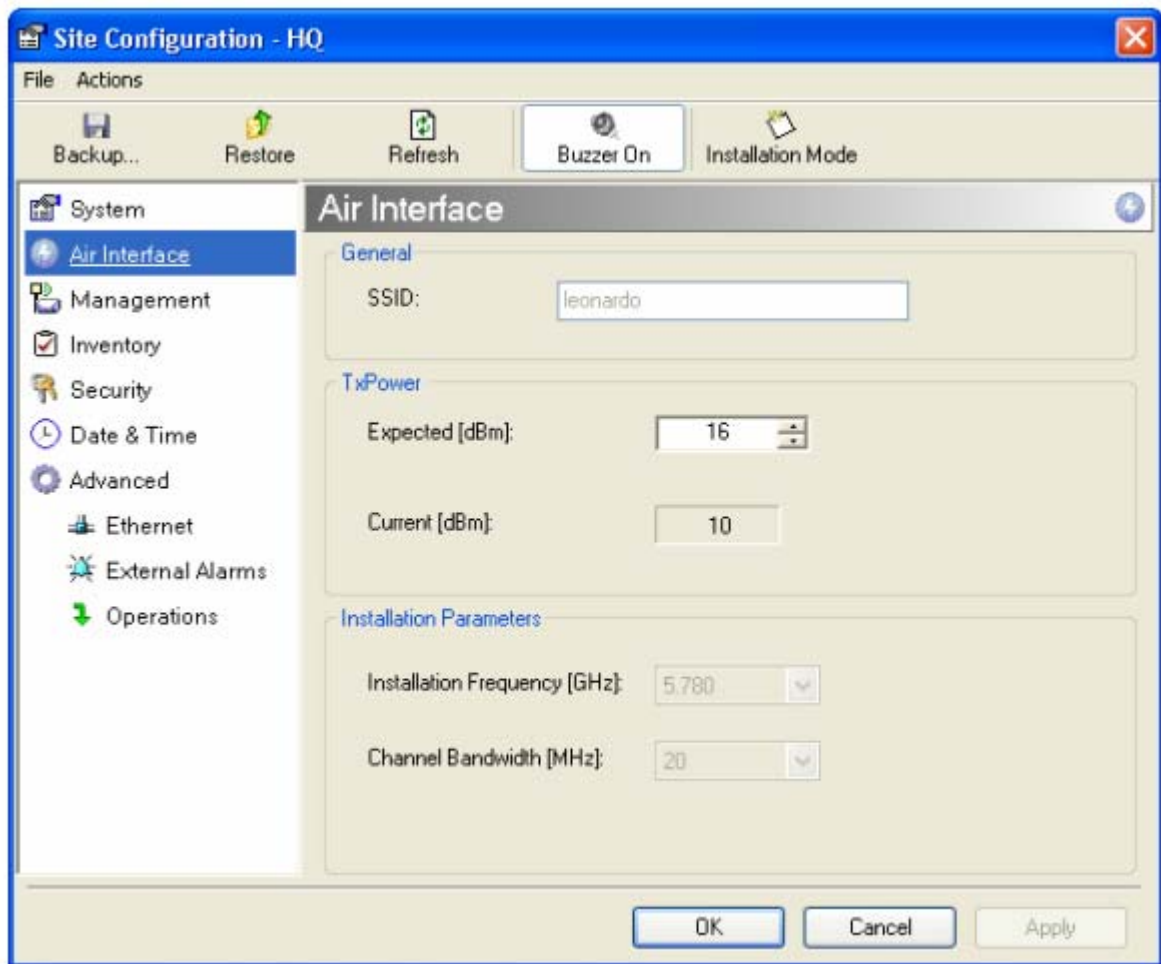 Site Configuration - HQ
File Actions
Backup... Restore Refresh Buzzer On Installation Mode
System
Air Interface
Management
Inventory
Security
Date & Time
Advanced
Ethernet
External Alarms
Operations
Air Interface
General
SSID: leonardo
TxPower
Expected [dBm]: 16
Current [dBm]: 10
Installation Parameters
Installation Frequency [GHz]: 5.780
Channel Bandwidth [MHz]: 20
OK Cancel Apply